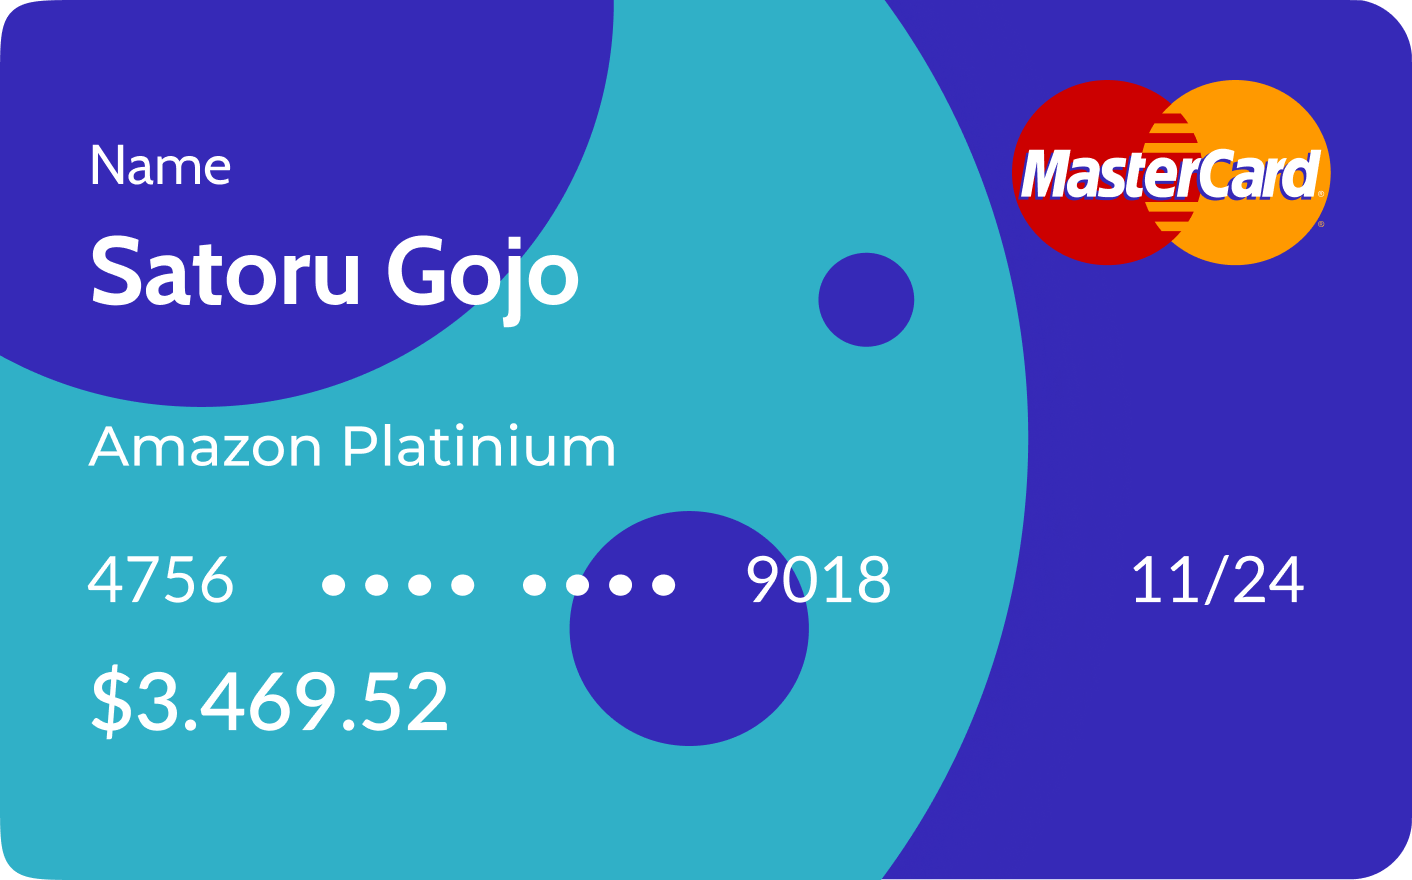 Name
MasterCard
Satoru Gojo
Amazon Platinium
4756 •••• •••• 9018 11/24
$3.469.52